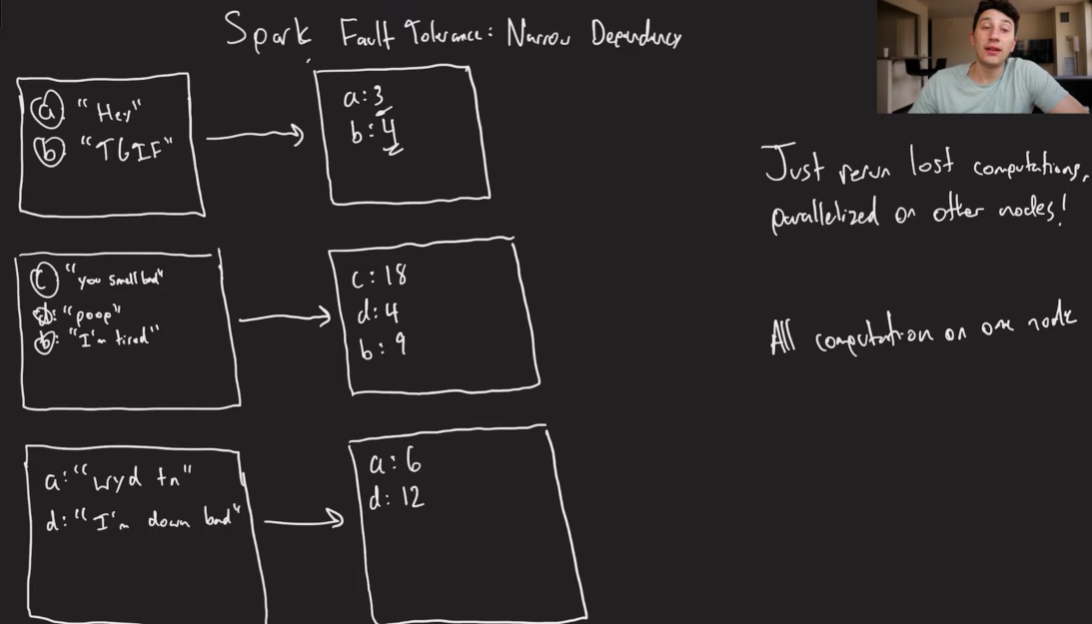 Spark Fault Tolerance: Narrow Dependency
a: "Hey"
b: "TGIF"
a: 3
b: 4
c "you smell bad"
d: "poop"
b: "I'm tired"
c: 18
d: 4
b: 9
a: "wyd tn"
d: "I'm down bad"
a: 6
d: 12
Just rerun lost computations,
parallelized on other nodes!
All computation on one node